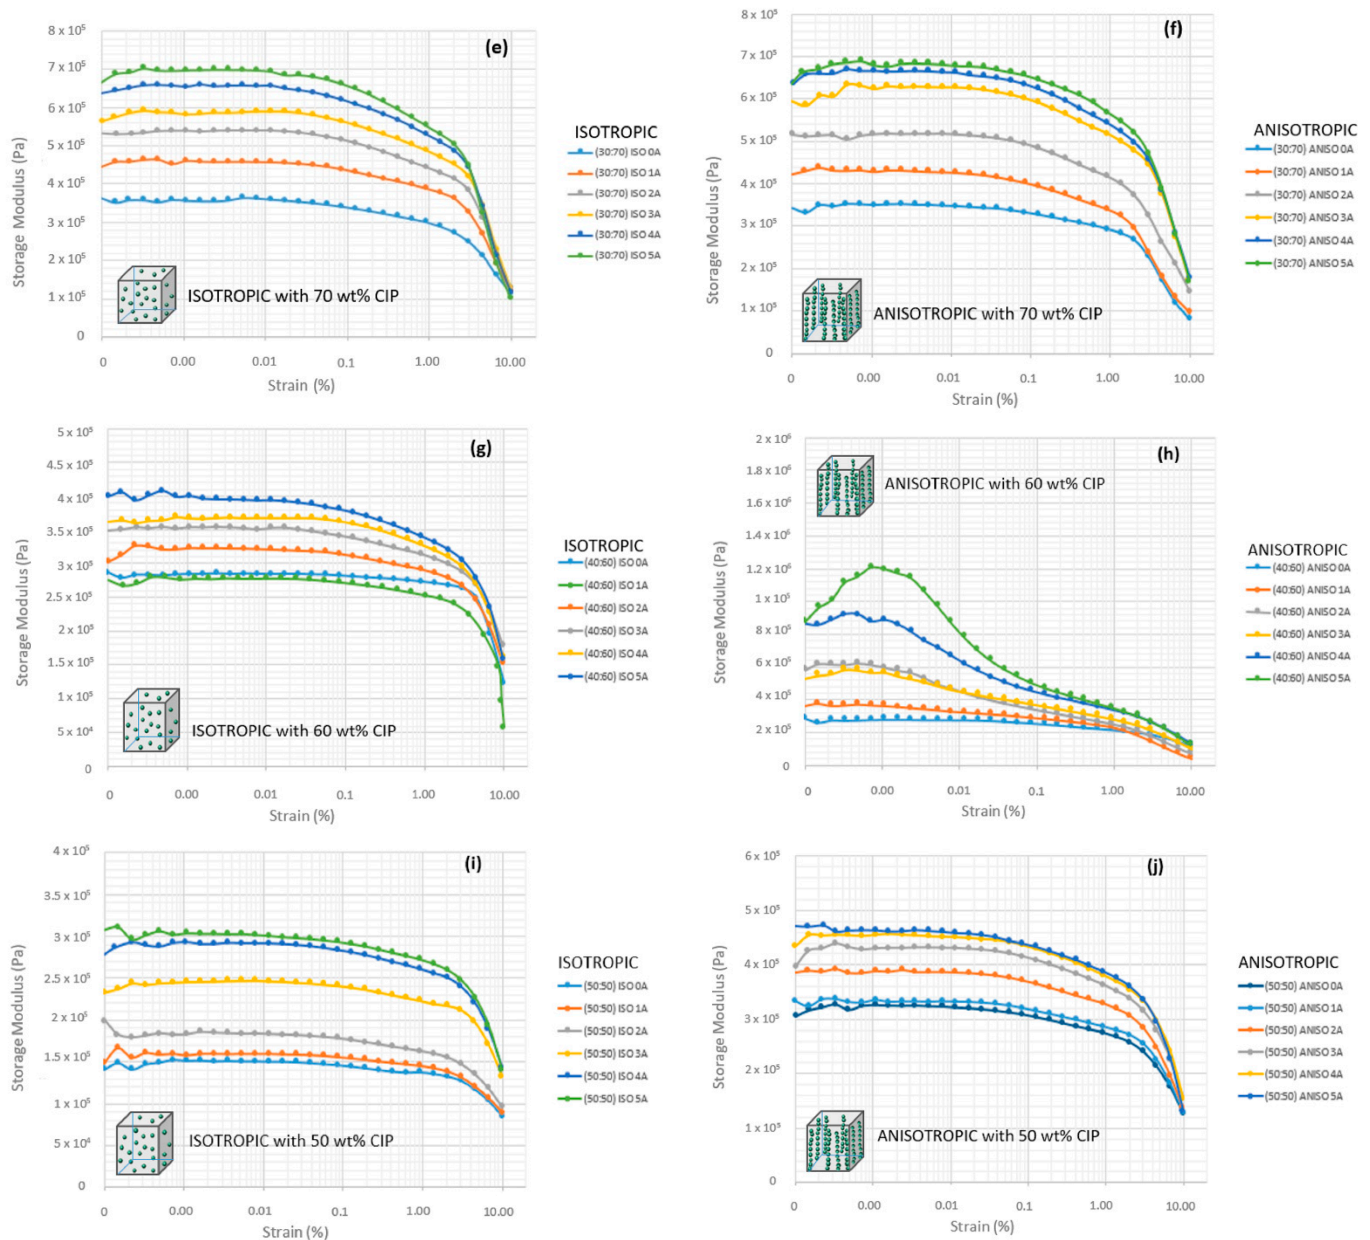 (e)
8 x 10⁵
7 x 10⁵
6 x 10⁵
5 x 10⁵
4 x 10⁵
3 x 10⁵
2 x 10⁵
1 x 10⁵
0
Storage Modulus (Pa)
0 0.00 0.01 0.1 1.00 10.00
Strain (%)
ISOTROPIC with 70 wt% CIP
ISOTROPIC
(30:70) ISO 0A
(30:70) ISO 1A
(30:70) ISO 2A
(30:70) ISO 3A
(30:70) ISO 4A
(30:70) ISO 5A
(f)
8 x 10⁵
7 x 10⁵
6 x 10⁵
5 x 10⁵
4 x 10⁵
3 x 10⁵
2 x 10⁵
1 x 10⁵
0
Storage Modulus (Pa)
0 0.00 0.01 0.1 1.00 10.00
Strain (%)
ANISOTROPIC with 70 wt% CIP
ANISOTROPIC
(30:70) ANISO 0A
(30:70) ANISO 1A
(30:70) ANISO 2A
(30:70) ANISO 3A
(30:70) ANISO 4A
(30:70) ANISO 5A
(g)
5 x 10⁵
4 x 10⁵
3.5 x 10⁵
3 x 10⁵
2.5 x 10⁵
2 x 10⁵
1.5 x 10⁵
1 x 10⁵
5 x 10⁴
0
Storage Modulus (Pa)
0 0.00 0.01 0.1 1.00 10.00
Strain (%)
ISOTROPIC with 60 wt% CIP
ISOTROPIC
(40:60) ISO 0A
(40:60) ISO 1A
(40:60) ISO 2A
(40:60) ISO 3A
(40:60) ISO 4A
(40:60) ISO 5A
(h)
2 x 10⁶
1.8 x 10⁶
1.6 x 10⁶
1.4 x 10⁶
1.2 x 10⁶
1 x 10⁶
8 x 10⁵
6 x 10⁵
4 x 10⁵
2 x 10⁵
0
Storage Modulus (Pa)
0 0.00 0.01 0.1 1.00 10.00
Strain (%)
ANISOTROPIC with 60 wt% CIP
ANISOTROPIC
(40:60) ANISO 0A
(40:60) ANISO 1A
(40:60) ANISO 2A
(40:60) ANISO 3A
(40:60) ANISO 4A
(40:60) ANISO 5A
(i)
4 x 10⁵
3 x 10⁵
2.5 x 10⁵
2 x 10⁵
1.5 x 10⁵
1 x 10⁵
5 x 10⁴
0
Storage Modulus (Pa)
0 0.00 0.01 0.1 1.00 10.00
Strain (%)
ISOTROPIC with 50 wt% CIP
ISOTROPIC
(50:50) ISO 0A
(50:50) ISO 1A
(50:50) ISO 2A
(50:50) ISO 3A
(50:50) ISO 4A
(50:50) ISO 5A
(j)
6 x 10⁵
5 x 10⁵
4 x 10⁵
3 x 10⁵
2 x 10⁵
1 x 10⁵
0
Storage Modulus (Pa)
0 0.00 0.01 0.1 1.00 10.00
Strain (%)
ANISOTROPIC with 50 wt% CIP
ANISOTROPIC
(50:50) ANISO 0A
(50:50) ANISO 1A
(50:50) ANISO 2A
(50:50) ANISO 3A
(50:50) ANISO 4A
(50:50) ANISO 5A